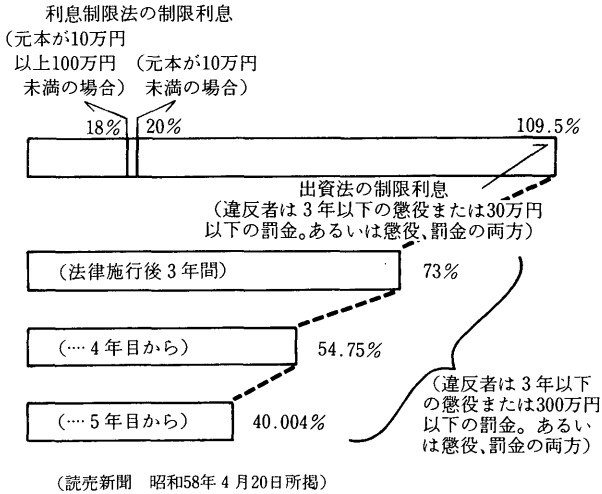 利息制限法の制限利息
(元本が10万円
以上100万円
未満の場合)
(元本が10万円
未満の場合)
18%
20%
109.5%
出資法の制限利息
(違反者は3年以下の懲役または30万円
以下の罰金。あるいは懲役、罰金の両方)
(法律施行後3年間)
73%
(…4年目から)
54.75%
(…5年目から)
40.004%
(違反者は3年以下
の懲役または300万円
以下の罰金。あるい
は懲役、罰金の両方)
(読売新聞 昭和58年4月20日所掲)